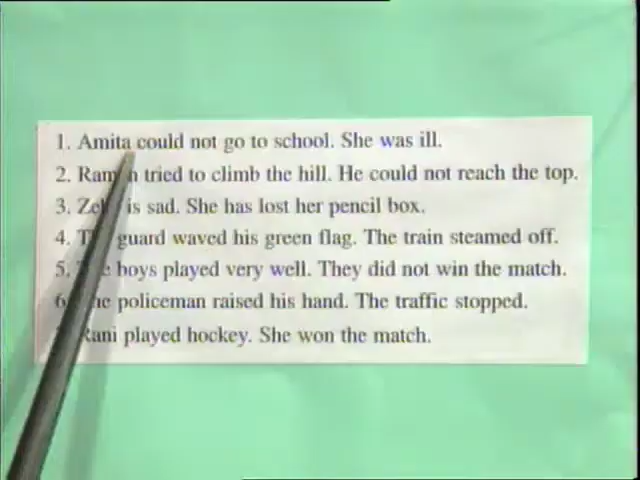 1. Amita could not go to school. She was ill.
2. tried to climb the hill. He could not reach the top.
3. is sad. She has lost her pencil box.
4. guard waved his green flag. The train steamed off.
5. boys played very well. They did not win the match.
6. The policeman raised his hand. The traffic stopped.
Rani played hockey. She won the match.